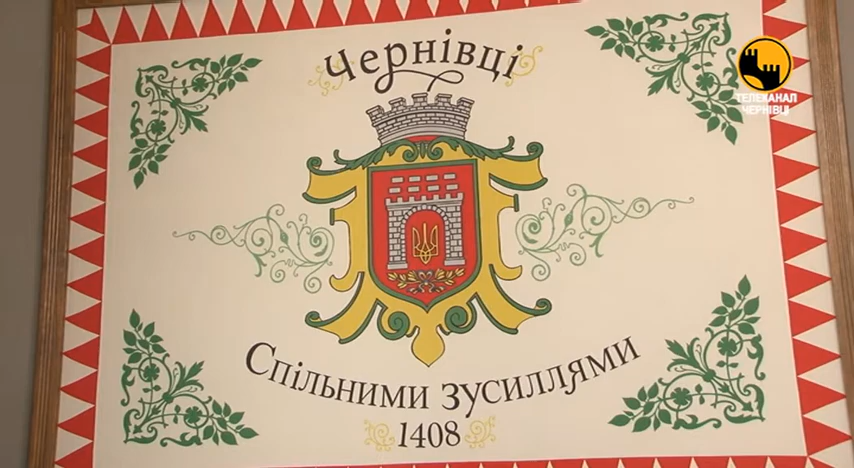 Чернівці
ТЕЛЕКАНАЛ
ЧЕРНІВЦІ
Спільними зусиллями
1408